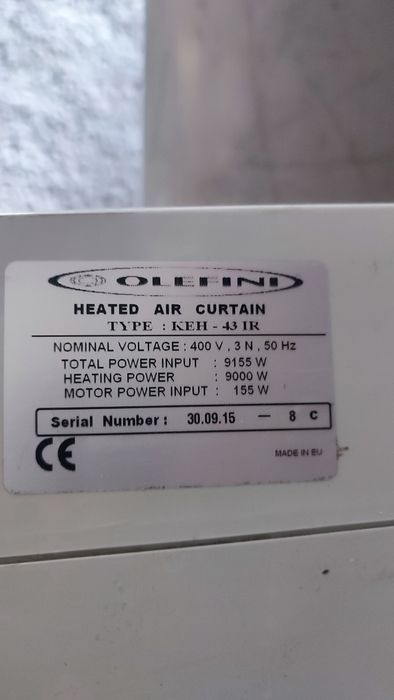 OLEFINI
HEATED AIR CURTAIN
TYPE : KEH - 43 IR
NOMINAL VOLTAGE : 400 V , 3 N , 50 Hz
TOTAL POWER INPUT : 9155 W
HEATING POWER : 9000 W
MOTOR POWER INPUT : 155 W
Serial Number : 30.09.15 — 8 C
CE MADE IN EU